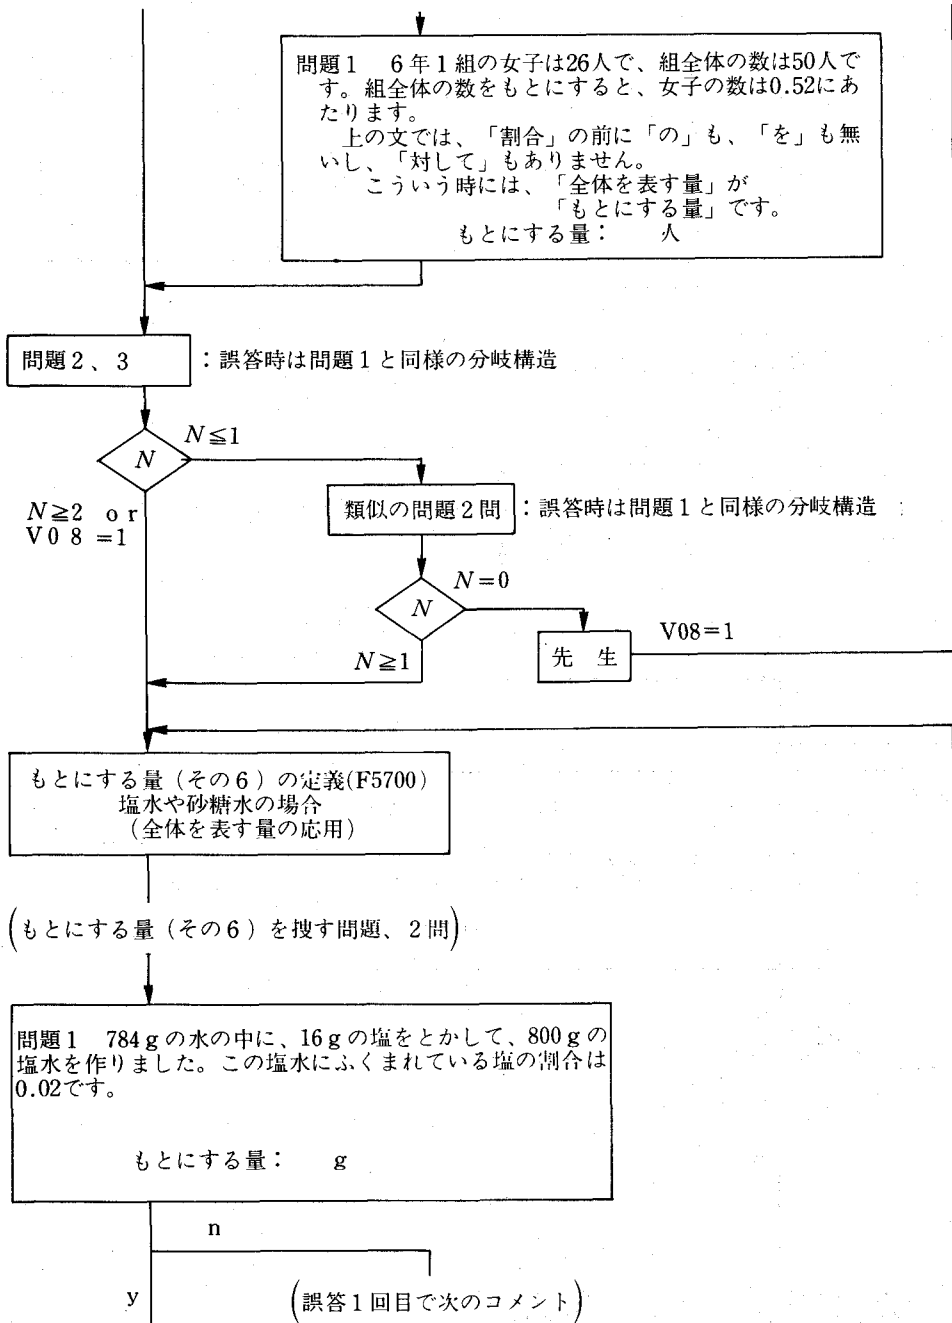 問題1　6年1組の女子は26人で、組全体の数は50人で
す。組全体の数をもとにすると、女子の数は0.52にあ
たります。
上の文では、「割合」の前に「の」も、「を」も無
いし、「対して」もありません。
こういう時には、「全体を表す量」が
「もとにする量」です。
もとにする量：　　人
問題2、3　：誤答時は問題1と同様の分岐構造
N≦1
N
N≧2 or
V08=1
類似の問題2問　：誤答時は問題1と同様の分岐構造
N=0
N
V08=1
先　生
N≧1
もとにする量（その6）の定義(F5700)
塩水や砂糖水の場合
（全体を表す量の応用）
（もとにする量（その6）を捜す問題、2問）
問題1　784gの水の中に、16gの塩をとかして、800gの
塩水を作りました。この塩水にふくまれている塩の割合は
0.02です。
もとにする量：　　g
n
y
（誤答1回目で次のコメント）